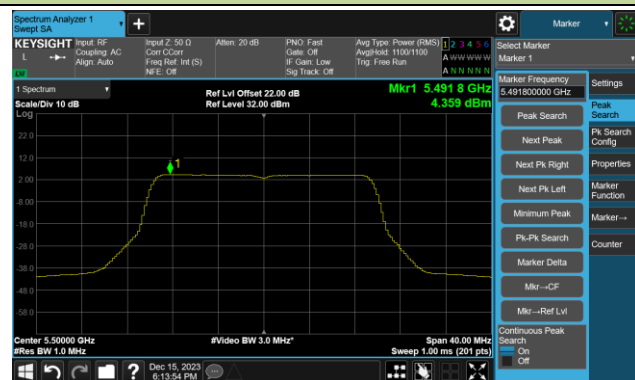 Spectrum Analyzer 1
Swept SA
+
Marker
KEYSIGHT
L
LXI
Input: RF
Coupling: AC
Align: Auto
Input Z: 50 Ω
Corr CCorr
Freq Ref: Int (S)
NFE: Off
Atten: 20 dB
PNO: Fast
Gate: Off
IF Gain: Low
Sig Track: Off
Avg Type: Power (RMS)
Avg|Hold: 1100/1100
Trig: Free Run
1 2 3 4 5 6
A W W W W W
A N N N N N
Select Marker
Marker 1
1 Spectrum
Scale/Div 10 dB
Log
Ref Lvl Offset 22.00 dB
Ref Level 32.00 dBm
Mkr1 5.491 8 GHz
4.359 dBm
22.0
12.0
2.00
-8.00
-18.0
-28.0
-38.0
-48.0
-58.0
1
Center 5.50000 GHz
#Res BW 1.0 MHz
#Video BW 3.0 MHz*
Span 40.00 MHz
Sweep 1.00 ms (201 pts)
Marker Frequency
5.491800000 GHz
Peak Search
Next Peak
Next Pk Right
Next Pk Left
Minimum Peak
Pk-Pk Search
Marker Delta
Mkr→CF
Mkr→Ref Lvl
Continuous Peak
Search
On
Off
Settings
Peak
Search
Pk Search
Config
Properties
Marker
Function
Marker→
Counter
?
Dec 15, 2023
6:13:54 PM